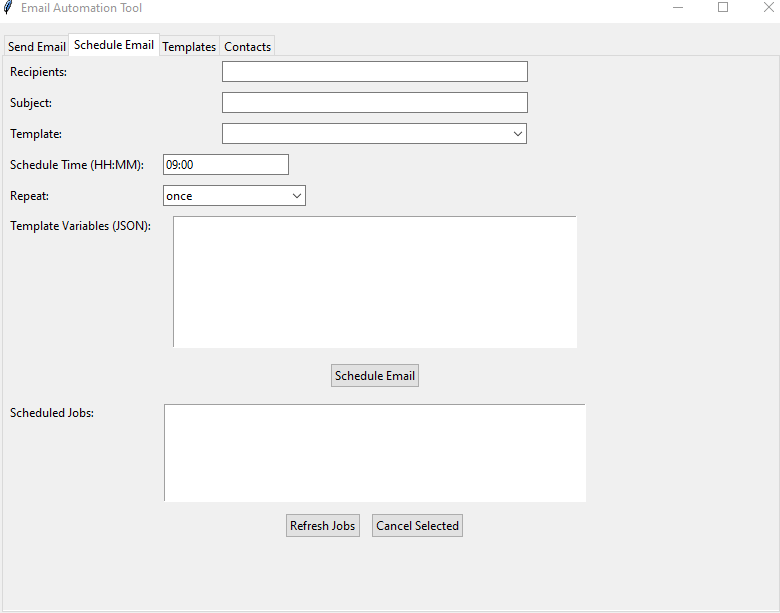 Email Automation Tool
Send Email Schedule Email Templates Contacts
Recipients:
Subject:
Template:
Schedule Time (HH:MM): 09:00
Repeat: once
Template Variables (JSON):
Schedule Email
Scheduled Jobs:
Refresh Jobs Cancel Selected